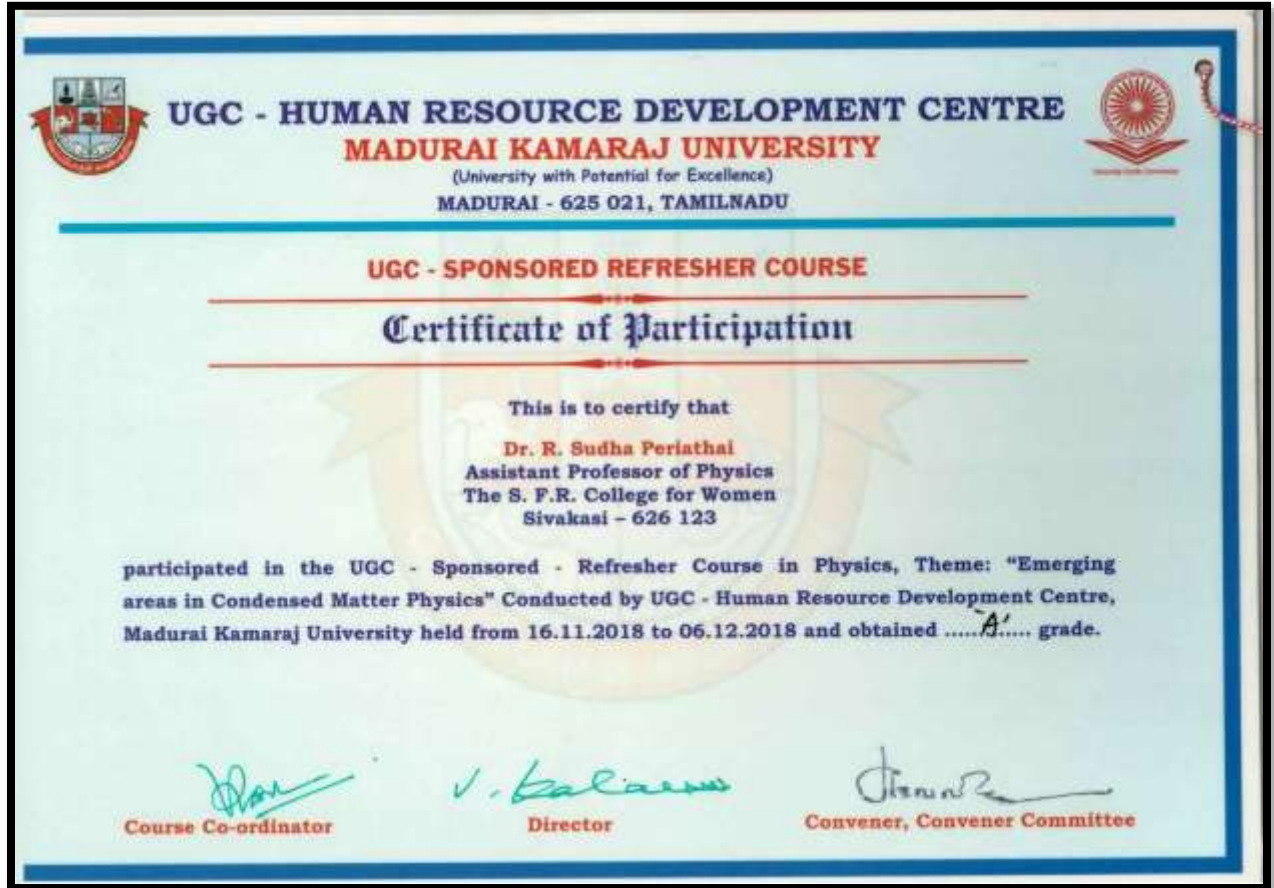 UGC - HUMAN RESOURCE DEVELOPMENT CENTRE
MADURAI KAMARAJ UNIVERSITY
(University with Potential for Excellence)
MADURAI - 625 021, TAMILNADU
UGC - SPONSORED REFRESHER COURSE
Certificate of Participation
This is to certify that
Dr. R. Sudha Periathai
Assistant Professor of Physics
The S. F.R. College for Women
Sivakasi – 626 123
participated in the UGC - Sponsored - Refresher Course in Physics, Theme: “Emerging
areas in Condensed Matter Physics” Conducted by UGC - Human Resource Development Centre,
Madurai Kamaraj University held from 16.11.2018 to 06.12.2018 and obtained .....'A'..... grade.
Course Co-ordinator
Director
Convener, Convener Committee